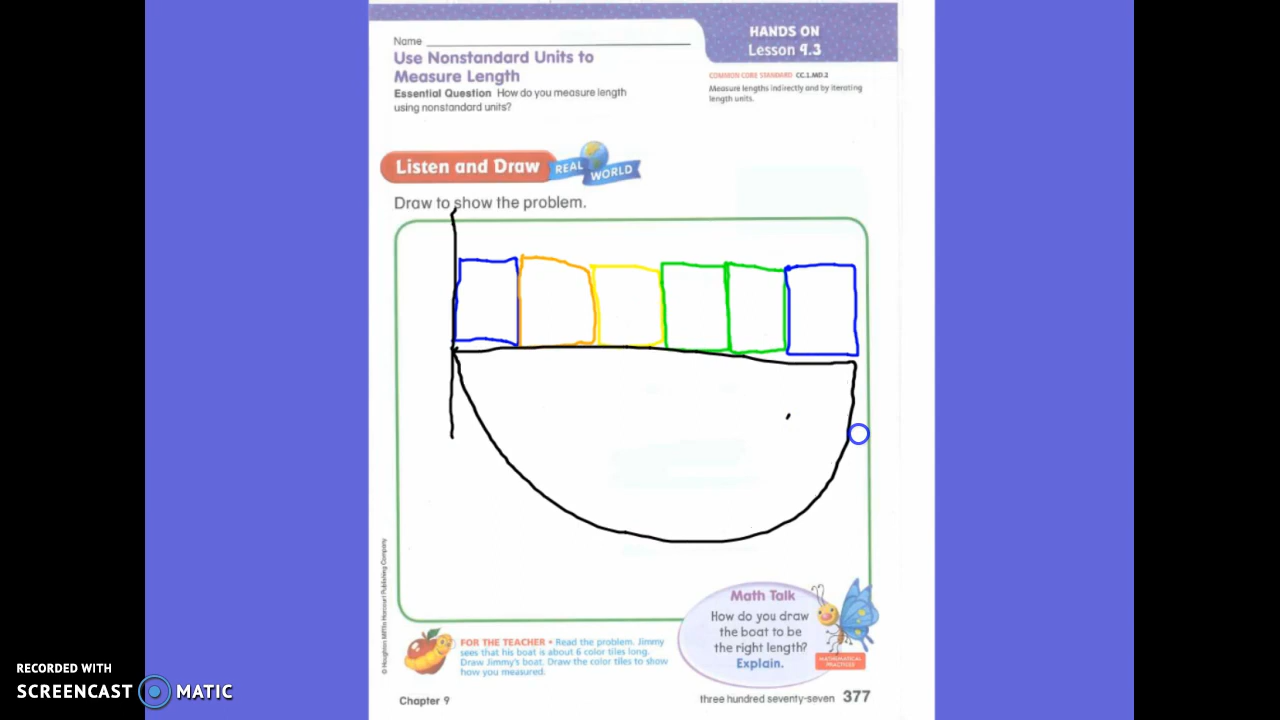 Name
HANDS ON
Lesson 9.3
Use Nonstandard Units to
Measure Length
Essential Question How do you measure length
using nonstandard units?
COMMON CORE STANDARD CC.1.MD.2
Measure lengths indirectly and by iterating
length units.
Listen and Draw
REAL
WORLD
Draw to show the problem.
© Houghton Mifflin Harcourt Publishing Company
Math Talk
How do you draw
the boat to be
the right length?
Explain.
MATHEMATICAL
PRACTICES
FOR THE TEACHER • Read the problem. Jimmy
sees that his boat is about 6 color tiles long.
Draw Jimmy's boat. Draw the color tiles to show
how you measured.
Chapter 9
three hundred seventy-seven 377
RECORDED WITH
SCREENCAST MATIC